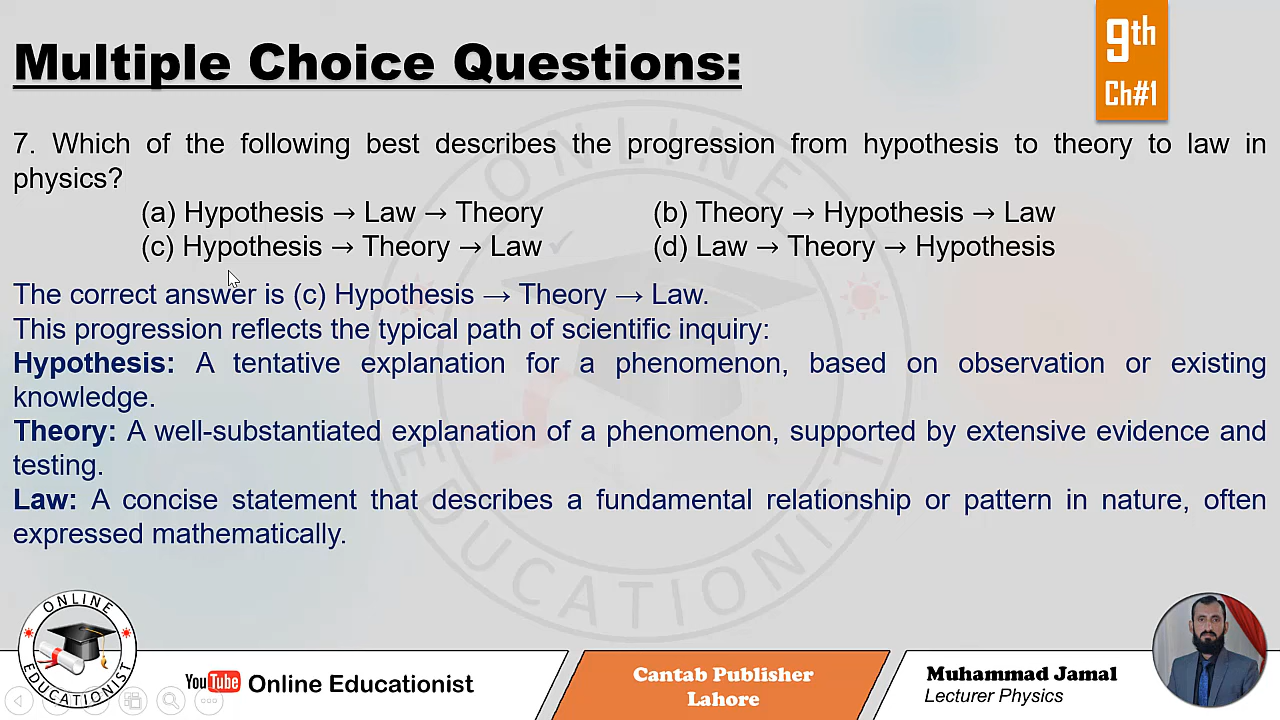 Multiple Choice Questions:
9th
Ch#1
7. Which of the following best describes the progression from hypothesis to theory to law in
physics?
(a) Hypothesis → Law → Theory (b) Theory → Hypothesis → Law
(c) Hypothesis → Theory → Law ✓ (d) Law → Theory → Hypothesis
The correct answer is (c) Hypothesis → Theory → Law.
This progression reflects the typical path of scientific inquiry:
Hypothesis: A tentative explanation for a phenomenon, based on observation or existing
knowledge.
Theory: A well-substantiated explanation of a phenomenon, supported by extensive evidence and
testing.
Law: A concise statement that describes a fundamental relationship or pattern in nature, often
expressed mathematically.
ONLINE
EDUCATIONIST
ONLINE
EDUCATIONIST
YouTube Online Educationist
Cantab Publisher
Lahore
Muhammad Jamal
Lecturer Physics